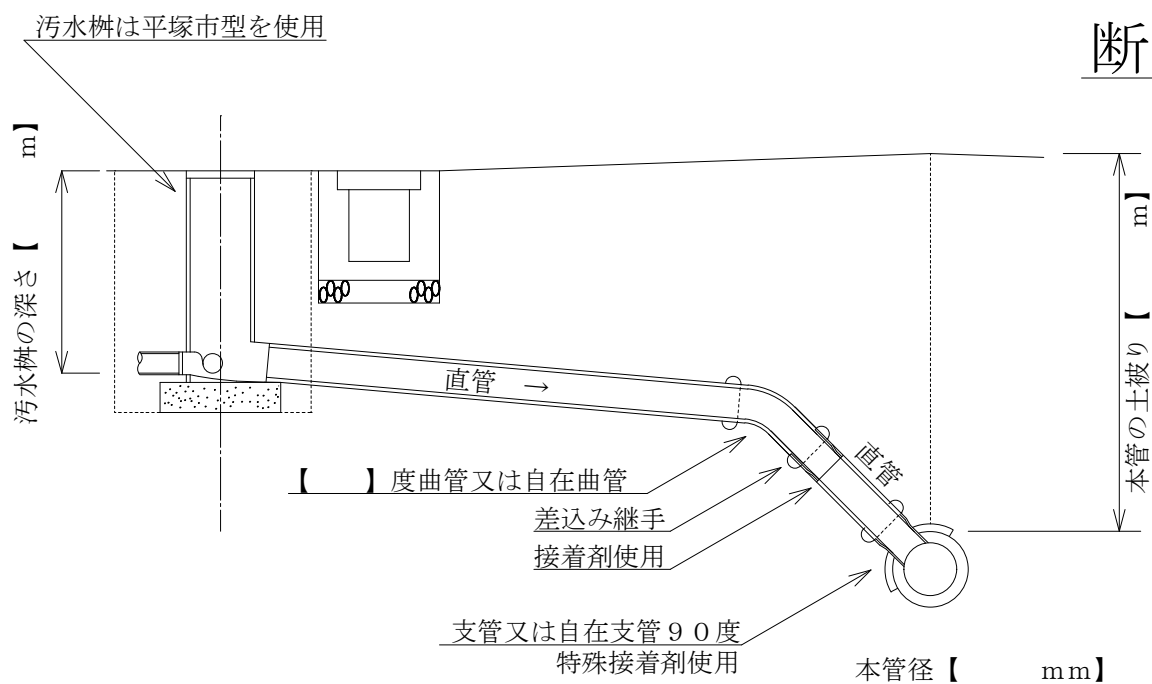 汚水桝は平塚市型を使用
断
汚水桝の深さ【　　　m】
本管の土被り【　　　m】
直管　→
直管
【　　】度曲管又は自在曲管
差込み継手
接着剤使用
支管又は自在支管９０度
特殊接着剤使用
本管径【　　　mm】